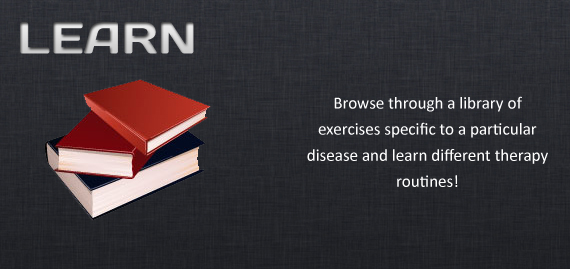 LEARN
Browse through a library of
exercises specific to a particular
disease and learn different therapy
routines!